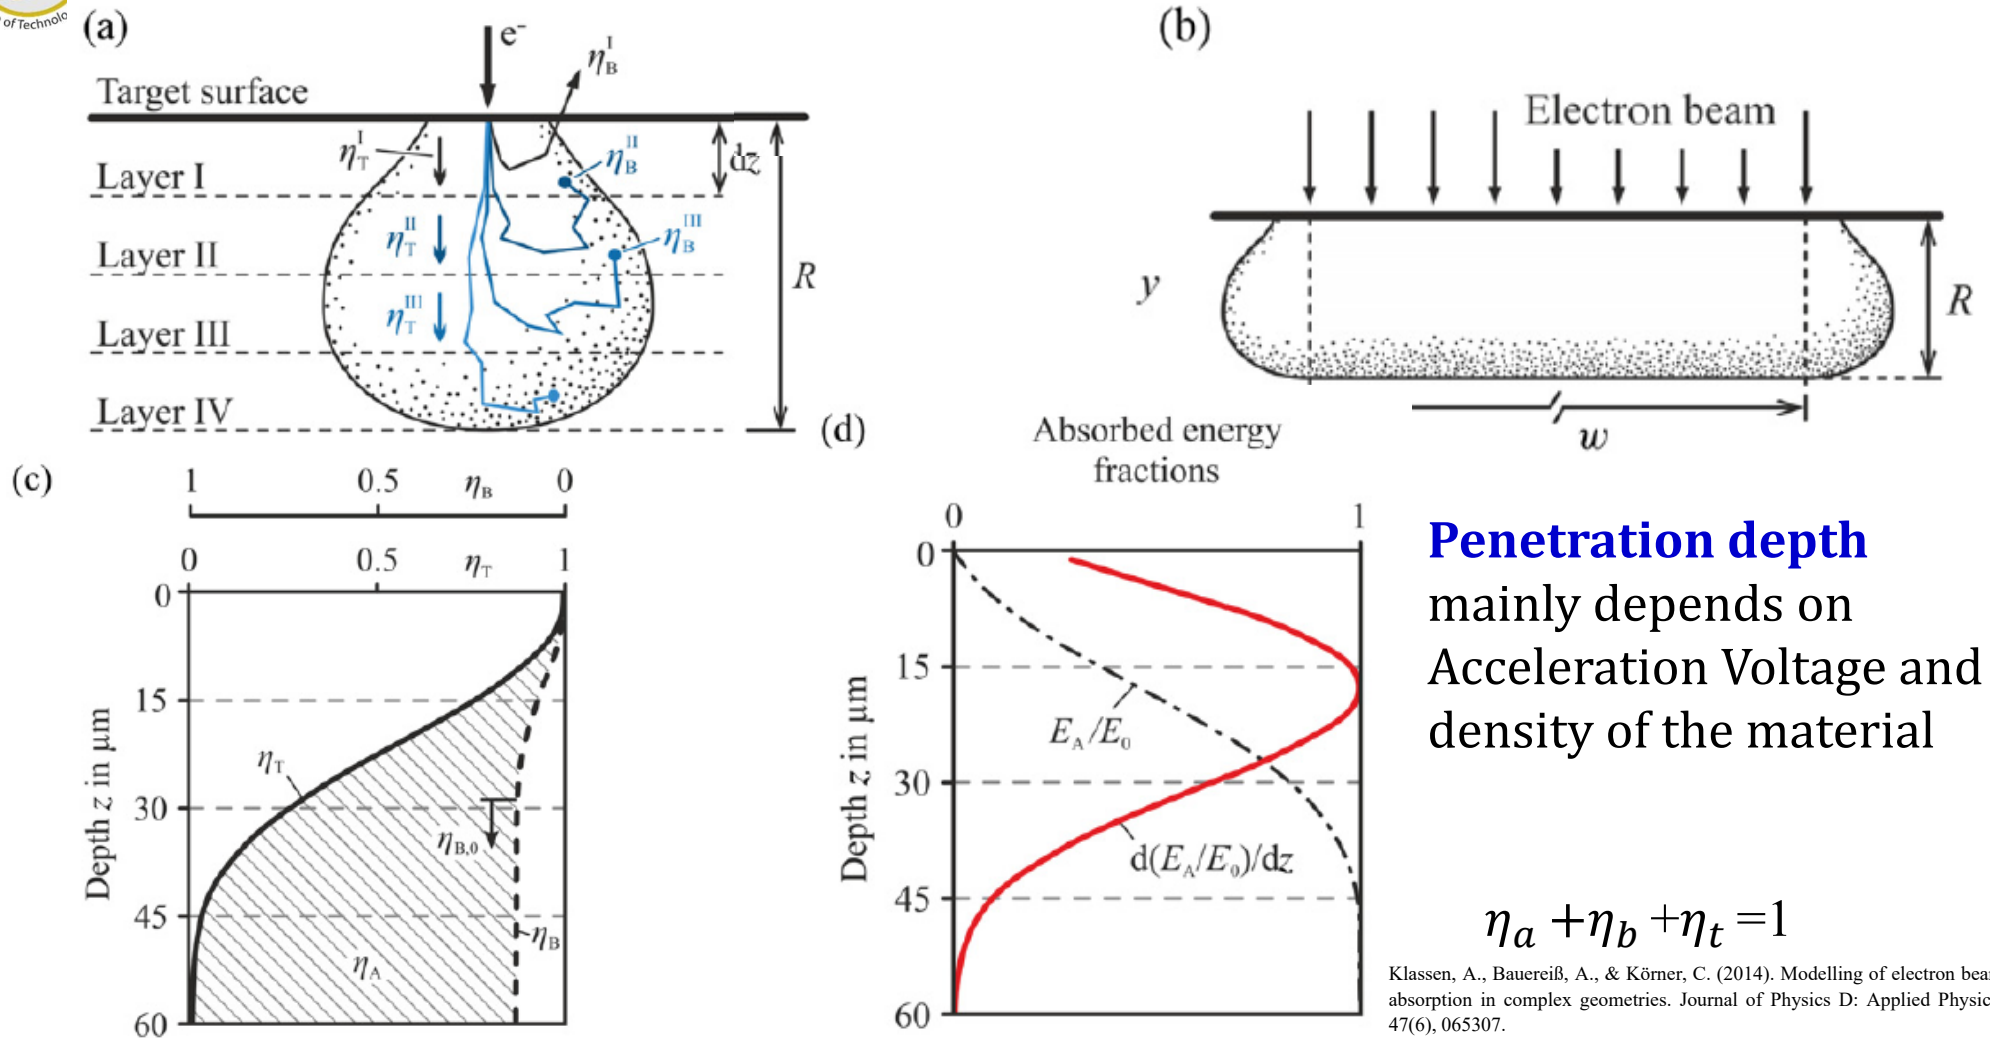 of Technolo
(a)
e⁻
η_B^I
Target surface
η_T^I
η_B^II
dz
Layer I
η_T^II
η_B^III
Layer II
R
η_T^III
Layer III
Layer IV
(b)
Electron beam
y
R
w
(c)
1 0.5 η_B 0
0 0.5 η_T 1
0
15
30
45
60
Depth z in μm
η_T
η_B,0
η_B
η_A
(d)
Absorbed energy
fractions
0 1
0
15
30
45
60
Depth z in μm
E_A/E_0
d(E_A/E_0)/dz
Penetration depth
mainly depends on
Acceleration Voltage and
density of the material
η_a +η_b +η_t =1
Klassen, A., Bauereiß, A., & Körner, C. (2014). Modelling of electron bea
absorption in complex geometries. Journal of Physics D: Applied Physic
47(6), 065307.